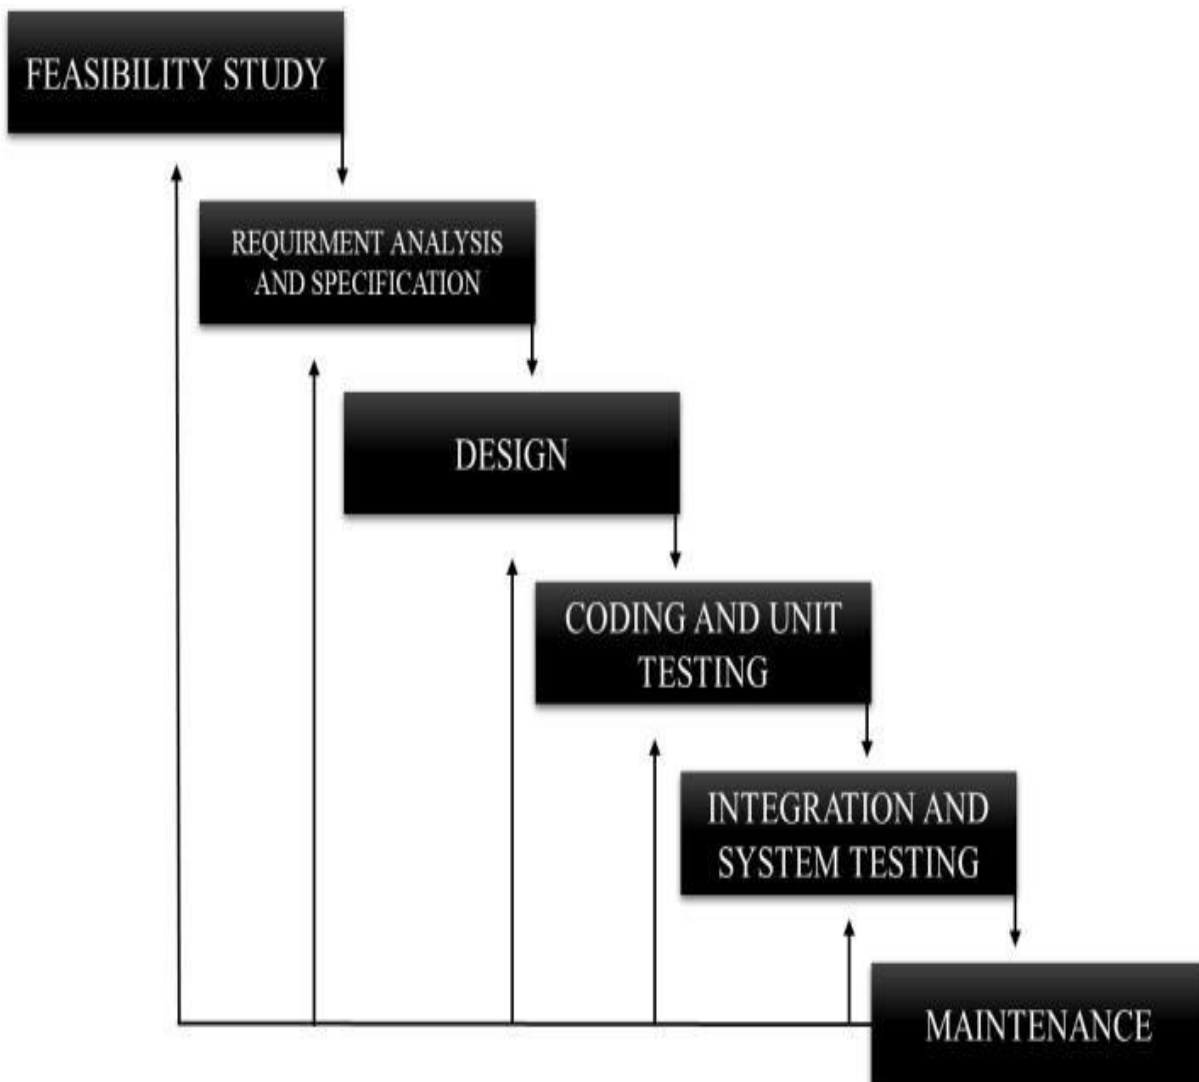 FEASIBILITY STUDY
REQUIRMENT ANALYSIS
AND SPECIFICATION
DESIGN
CODING AND UNIT
TESTING
INTEGRATION AND
SYSTEM TESTING
MAINTENANCE